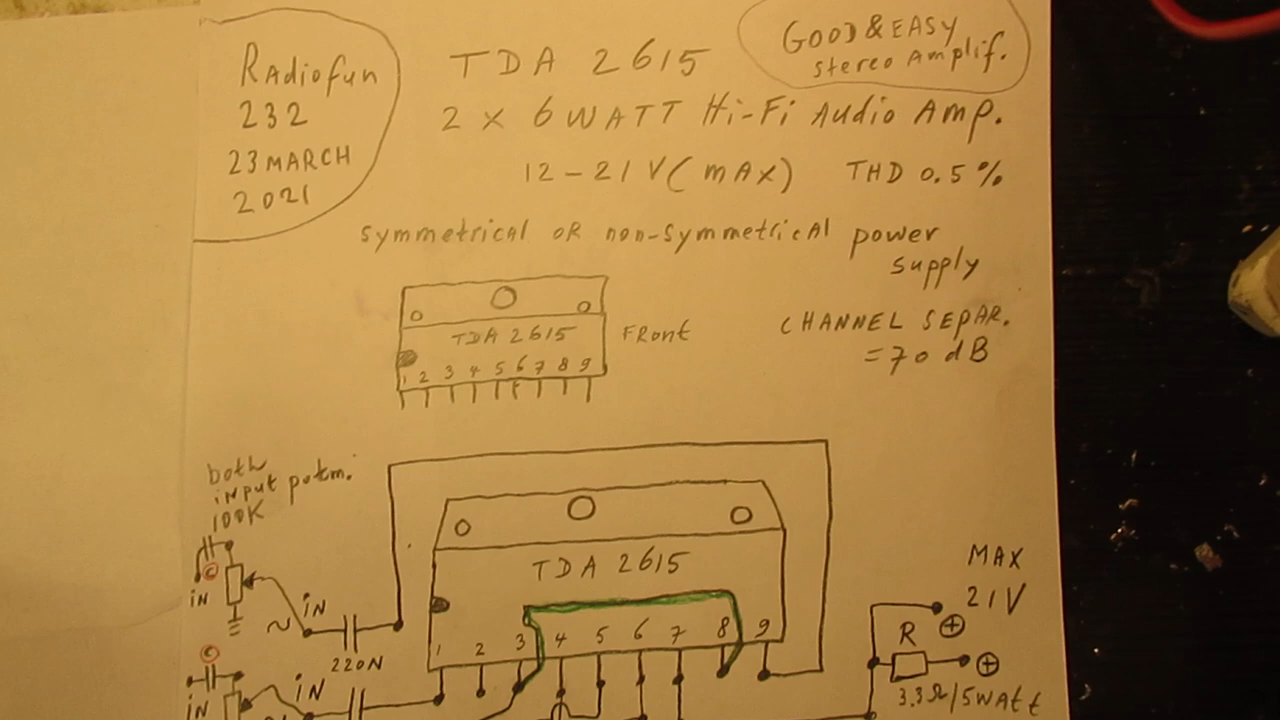 Radiofun
232
23 MARCH
2021
TDA 2615
GOOD & EASY
stereo Amplif.
2 x 6 WATT Hi-Fi Audio Amp.
12-21 V (MAX) THD 0.5%
symmetrical OR non-symmetrical power
supply
TDA 2615
1 2 3 4 5 6 7 8 9
FRont
CHANNEL SEPAR.
= 70 dB
both
input potm.
100K
C
iN
iN
~
220N
TDA 2615
1 2 3 4 5 6 7 8 9
MAX
21V
+
R
+
3.3Ω/5WAtt
C
iN
iN